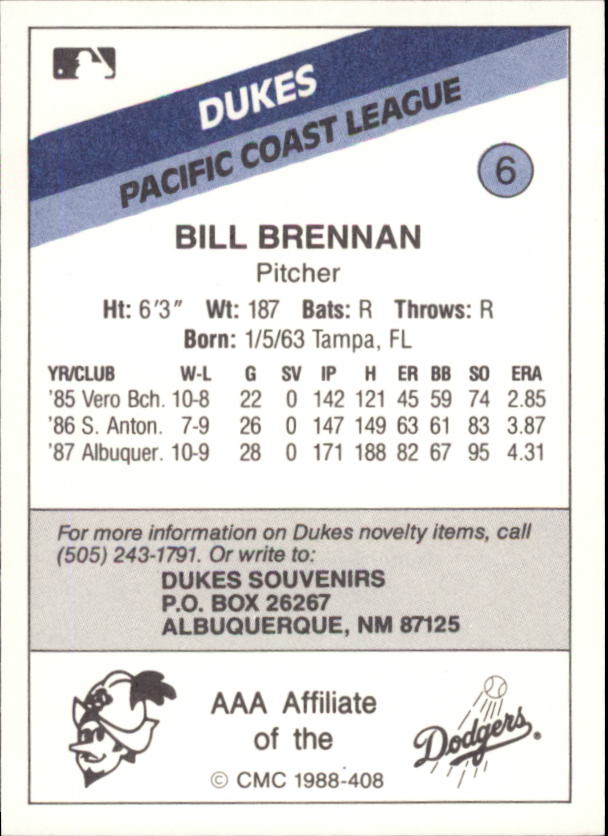 DUKES
PACIFIC COAST LEAGUE
6
BILL BRENNAN
Pitcher
Ht: 6'3" Wt: 187 Bats: R Throws: R
Born: 1/5/63 Tampa, FL
YR/CLUB W-L G SV IP H ER BB SO ERA
'85 Vero Bch. 10-8 22 0 142 121 45 59 74 2.85
'86 S. Anton. 7-9 26 0 147 149 63 61 83 3.87
'87 Albuquer. 10-9 28 0 171 188 82 67 95 4.31
For more information on Dukes novelty items, call
(505) 243-1791. Or write to:
DUKES SOUVENIRS
P.O. BOX 26267
ALBUQUERQUE, NM 87125
AAA Affiliate
of the
Dodgers®
© CMC 1988-408